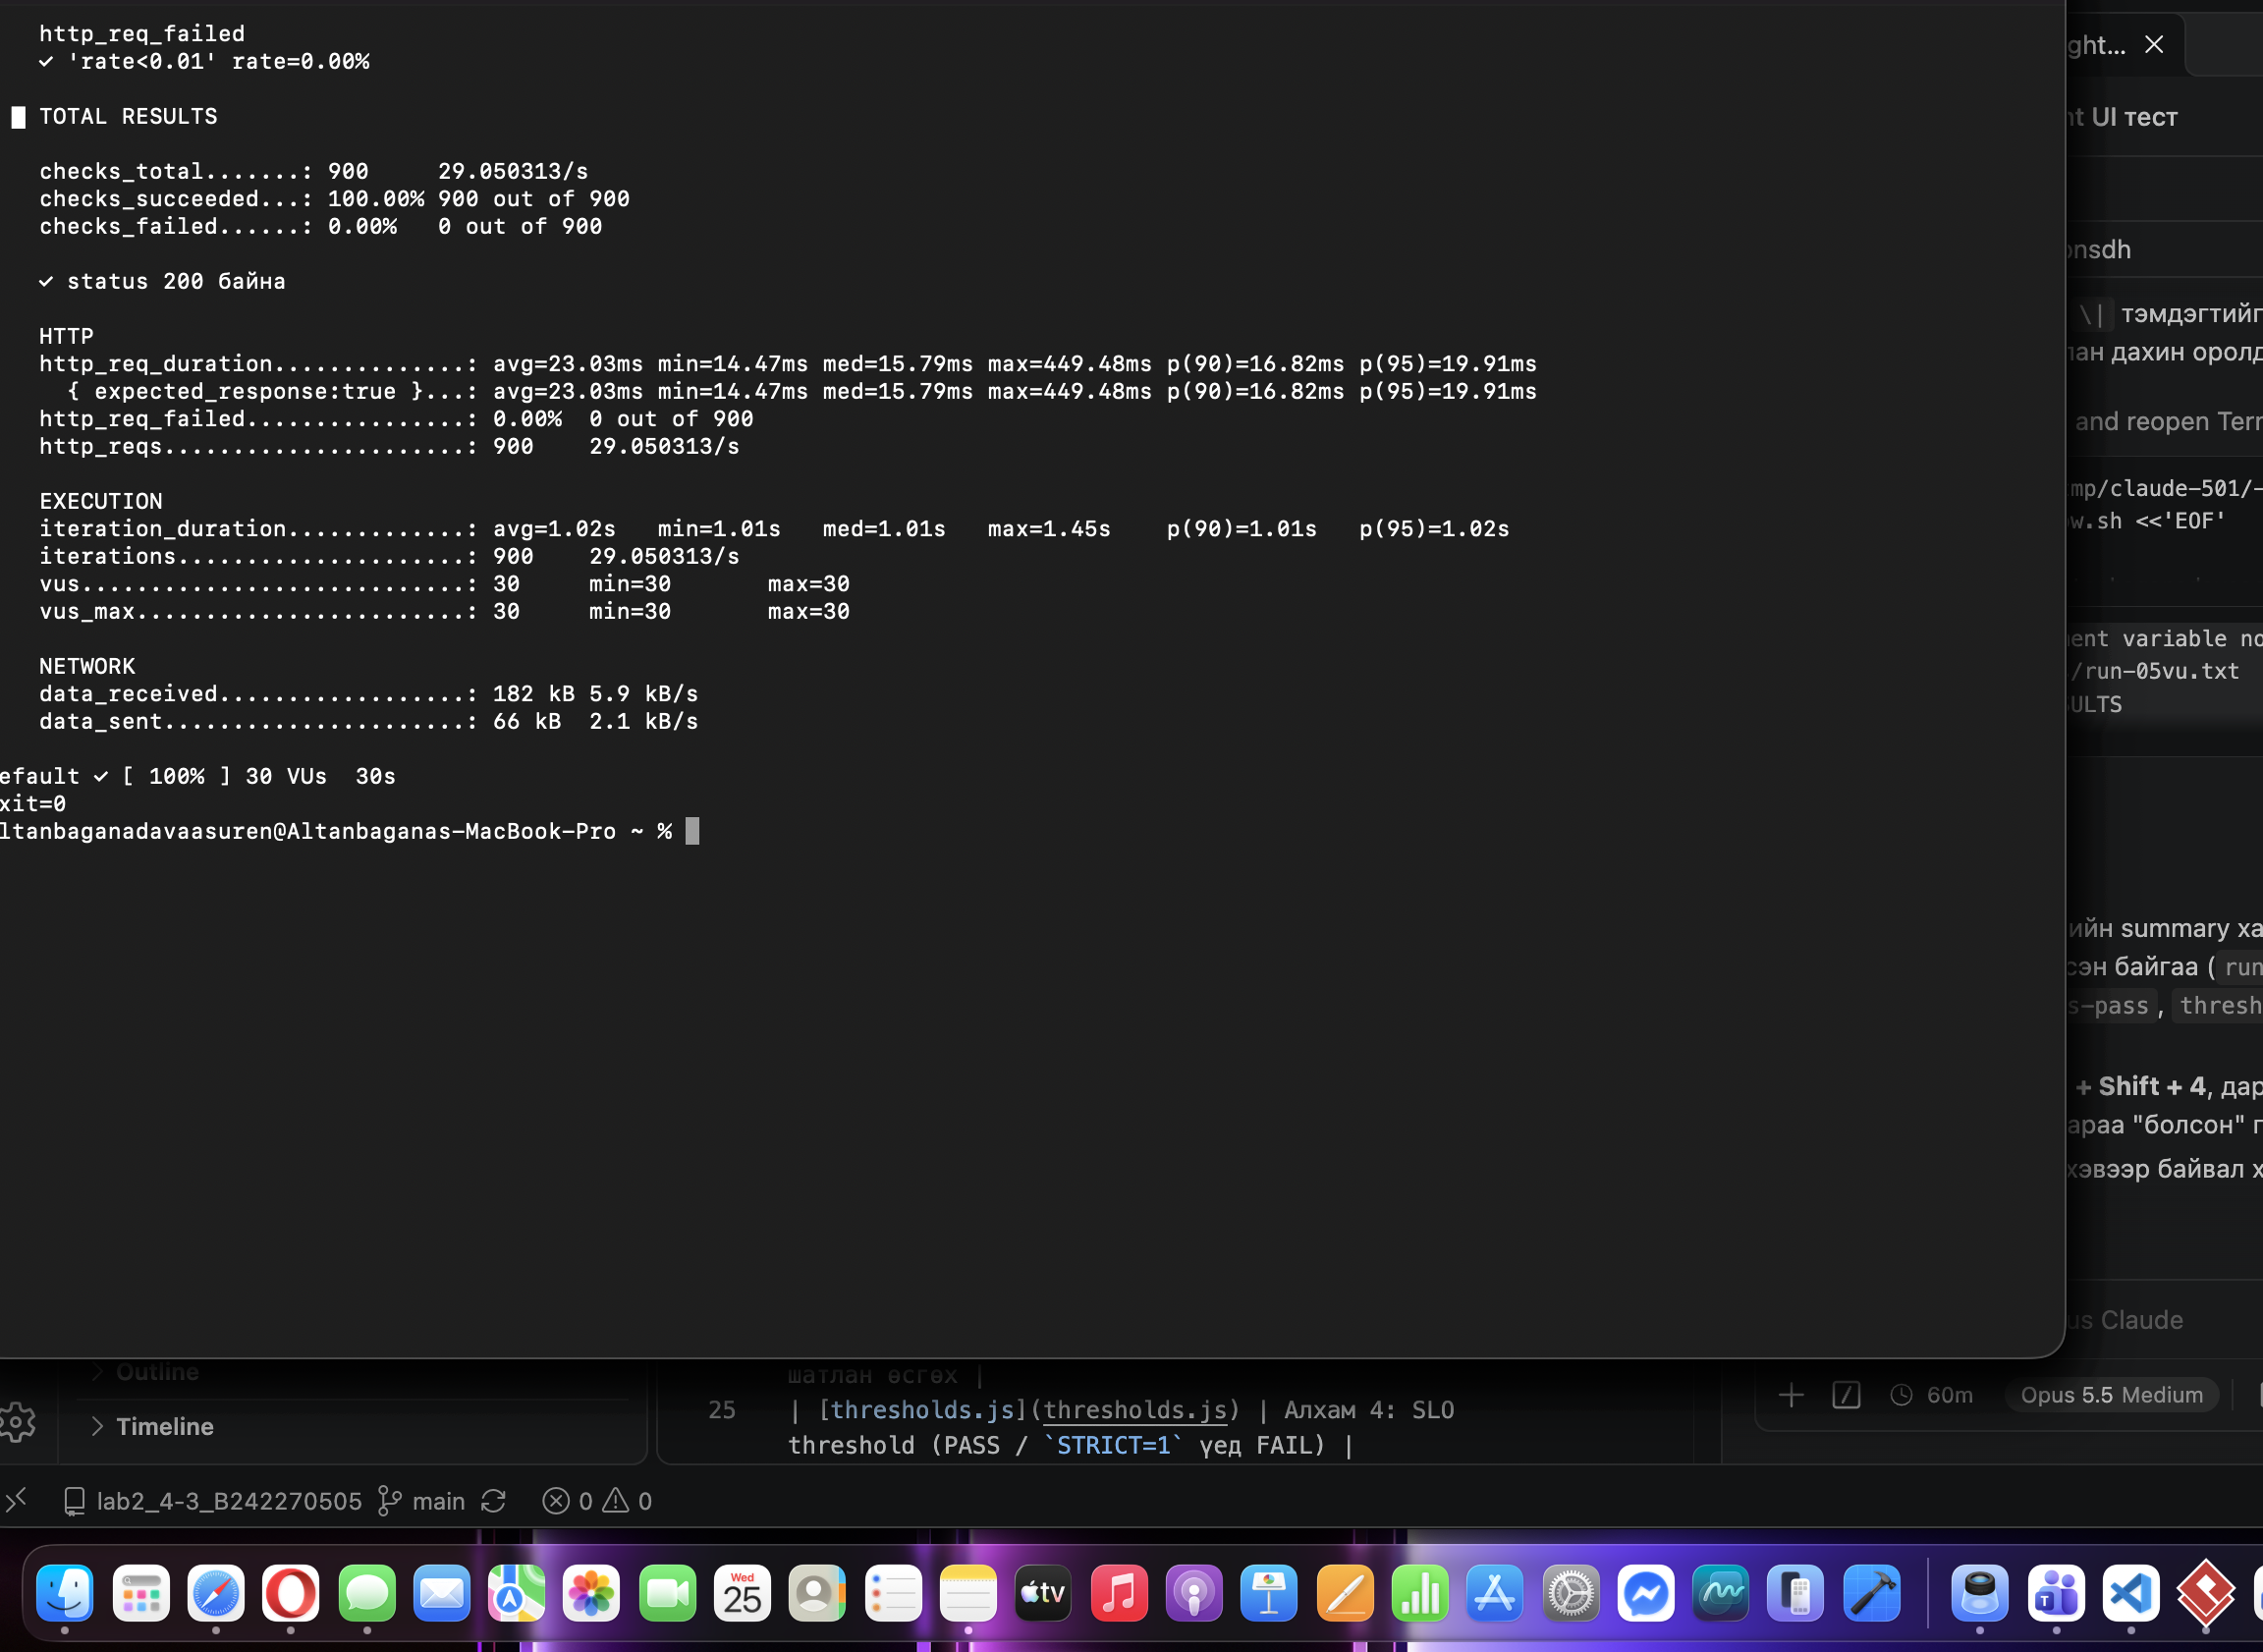 http_req_failed
✓ 'rate<0.01' rate=0.00%
█ TOTAL RESULTS
checks_total.......: 900     29.050313/s
checks_succeeded...: 100.00% 900 out of 900
checks_failed......: 0.00%   0 out of 900
✓ status 200 байна
HTTP
http_req_duration..............: avg=23.03ms min=14.47ms med=15.79ms max=449.48ms p(90)=16.82ms p(95)=19.91ms
{ expected_response:true }...: avg=23.03ms min=14.47ms med=15.79ms max=449.48ms p(90)=16.82ms p(95)=19.91ms
http_req_failed................: 0.00%  0 out of 900
http_reqs......................: 900    29.050313/s
EXECUTION
iteration_duration.............: avg=1.02s   min=1.01s   med=1.01s   max=1.45s    p(90)=1.01s   p(95)=1.02s
iterations.....................: 900    29.050313/s
vus............................: 30     min=30       max=30
vus_max........................: 30     min=30       max=30
NETWORK
data_received..................: 182 kB 5.9 kB/s
data_sent......................: 66 kB  2.1 kB/s
efault ✓ [ 100% ] 30 VUs  30s
xit=0
ltanbaganadavaasuren@Altanbaganas-MacBook-Pro ~ %
ght...
nt UI тест
onsdh
\| тэмдэгтийг
лан дахин оролд
and reopen Terr
mp/claude-501/-
ow.sh <<'EOF'
ment variable no
/run-05vu.txt
SULTS
ийн summary ха
сэн байгаа ( run
s-pass , thresh
+ Shift + 4, дар
араа "болсон" г
хэвээр байвал х
us Claude
60m Opus 5.5 Medium
Outline
Timeline
шатлан өсгөх |
25 | [thresholds.js](thresholds.js) | Алхам 4: SLO
threshold (PASS / `STRICT=1` үед FAIL) |
lab2_4-3_B242270505 main 0 0
Wed
25
tv
T